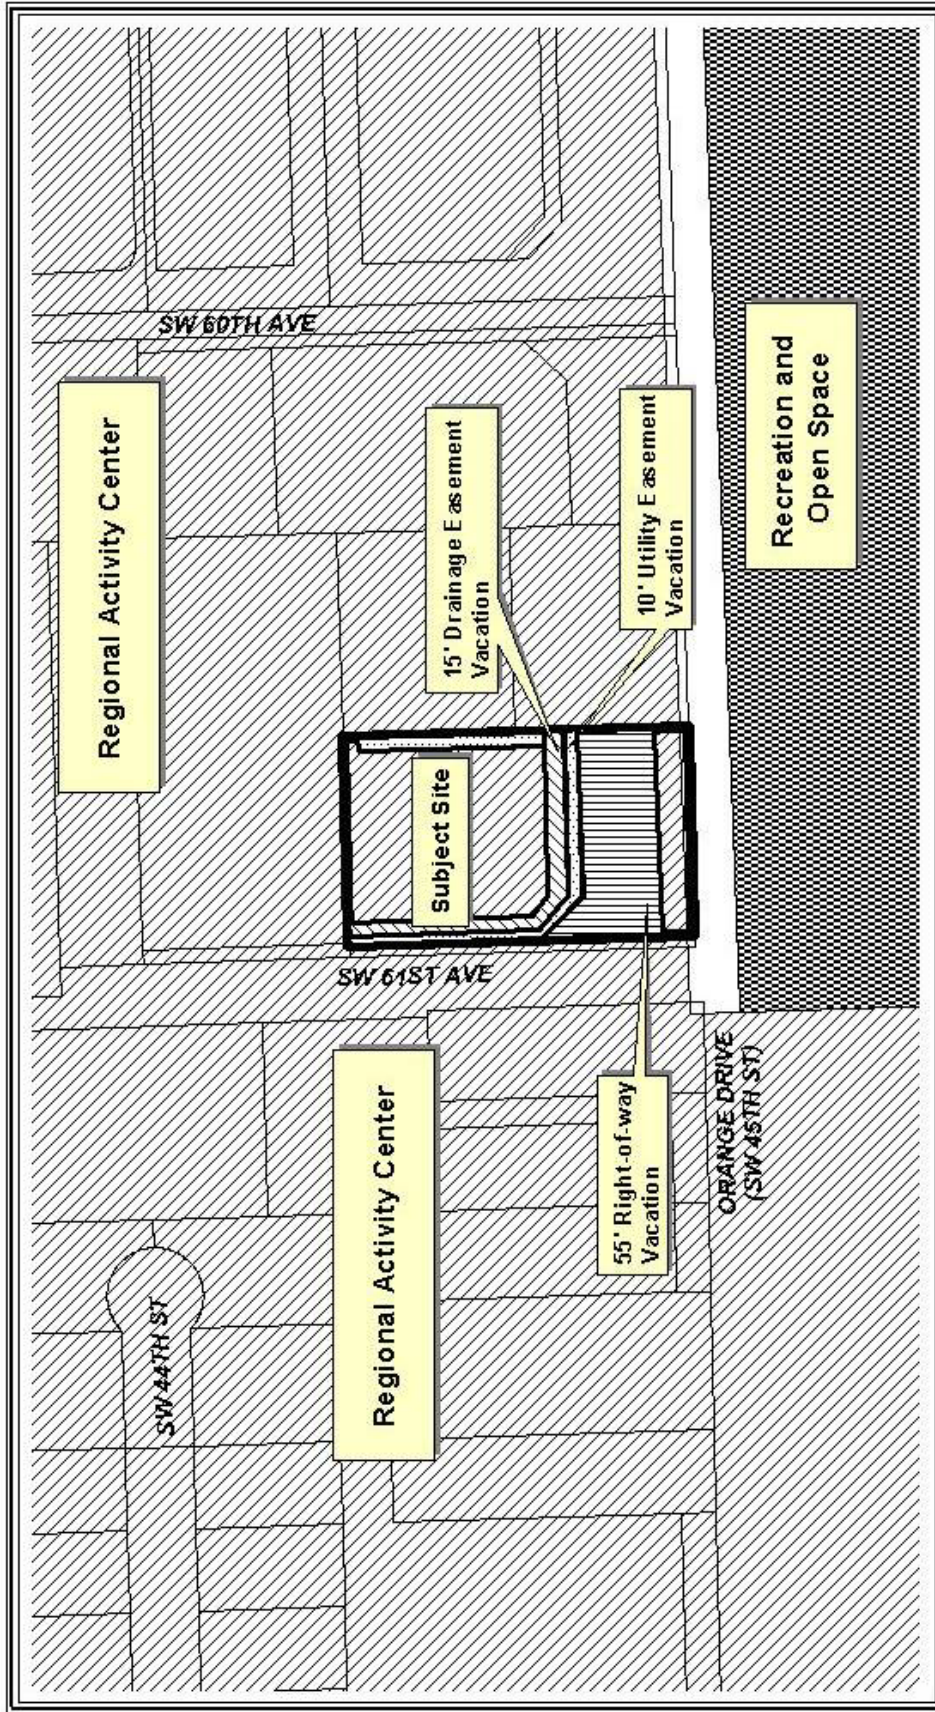 Regional Activity Center
SW 60TH AVE
15' Drainage Easement
Vacation
10' Utility Easement
Vacation
Subject Site
Recreation and
Open Space
SW 61ST AVE
Regional Activity Center
SW 44TH ST
55' Right-of-way
Vacation
ORANGE DRIVE
(SW 45TH ST)